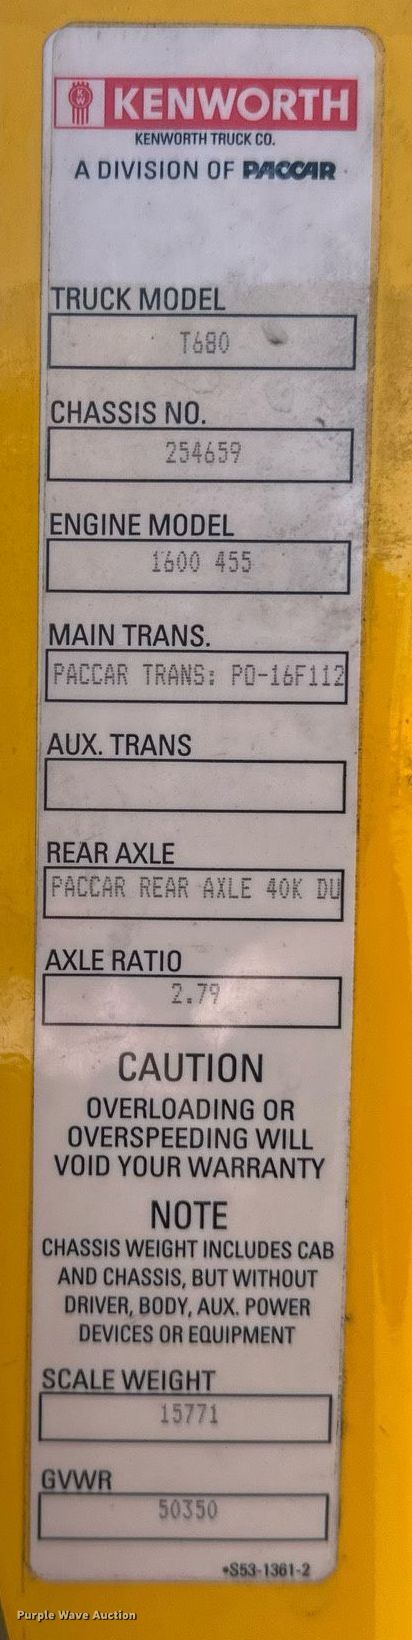 KW KENWORTH
KENWORTH TRUCK CO.
A DIVISION OF PACCAR
TRUCK MODEL
T680
CHASSIS NO.
254659
ENGINE MODEL
1600 455
MAIN TRANS.
PACCAR TRANS: PO-16F112
AUX. TRANS
REAR AXLE
PACCAR REAR AXLE 40K DU
AXLE RATIO
2.79
CAUTION
OVERLOADING OR
OVERSPEEDING WILL
VOID YOUR WARRANTY
NOTE
CHASSIS WEIGHT INCLUDES CAB
AND CHASSIS, BUT WITHOUT
DRIVER, BODY, AUX. POWER
DEVICES OR EQUIPMENT
SCALE WEIGHT
15771
GVWR
50350
•S53-1361-2
Purple Wave Auction